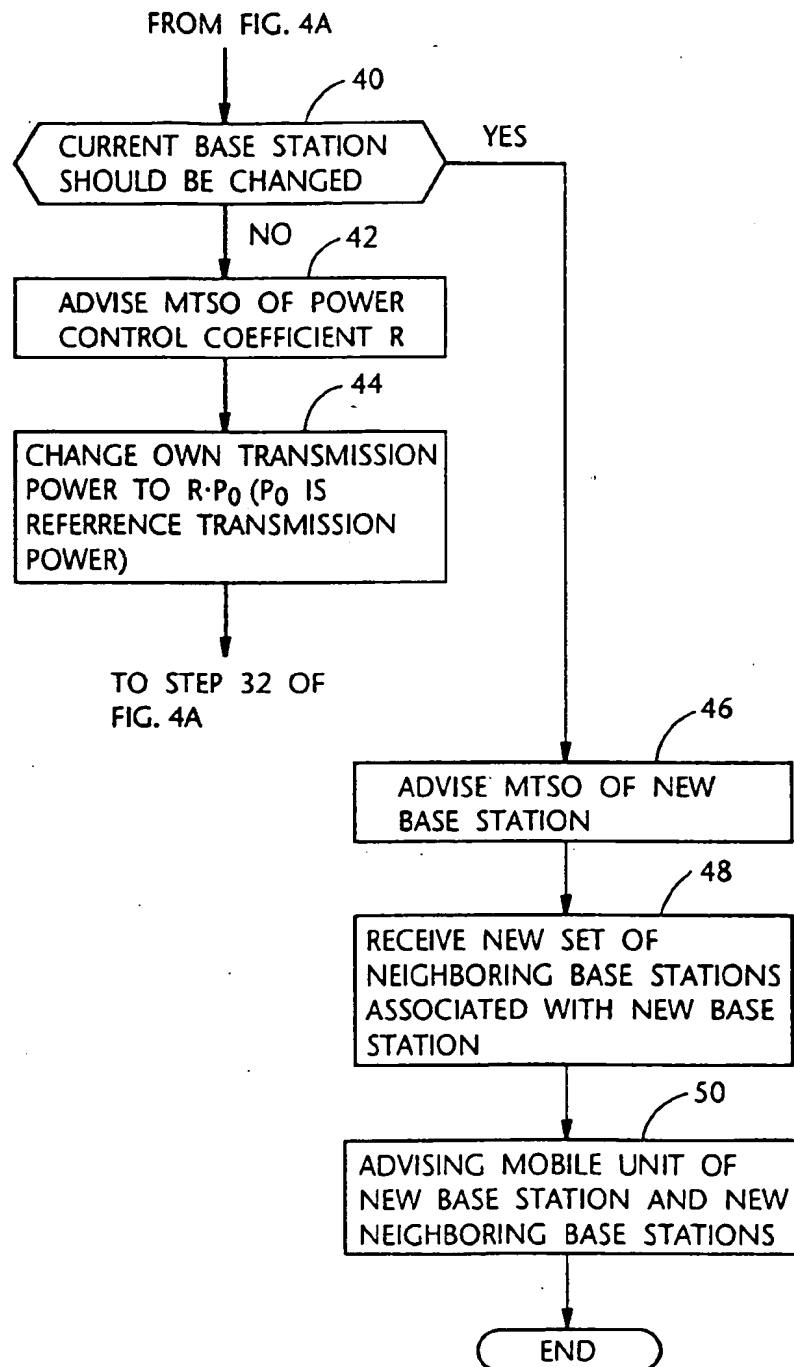 FROM FIG. 4A
40
CURRENT BASE STATION
SHOULD BE CHANGED
YES
NO
42
ADVISE MTSO OF POWER
CONTROL COEFFICIENT R
44
CHANGE OWN TRANSMISSION
POWER TO R·P0 (P0 IS
REFERRENCE TRANSMISSION
POWER)
TO STEP 32 OF
FIG. 4A
46
ADVISE MTSO OF NEW
BASE STATION
48
RECEIVE NEW SET OF
NEIGHBORING BASE STATIONS
ASSOCIATED WITH NEW BASE
STATION
50
ADVISING MOBILE UNIT OF
NEW BASE STATION AND NEW
NEIGHBORING BASE STATIONS
END